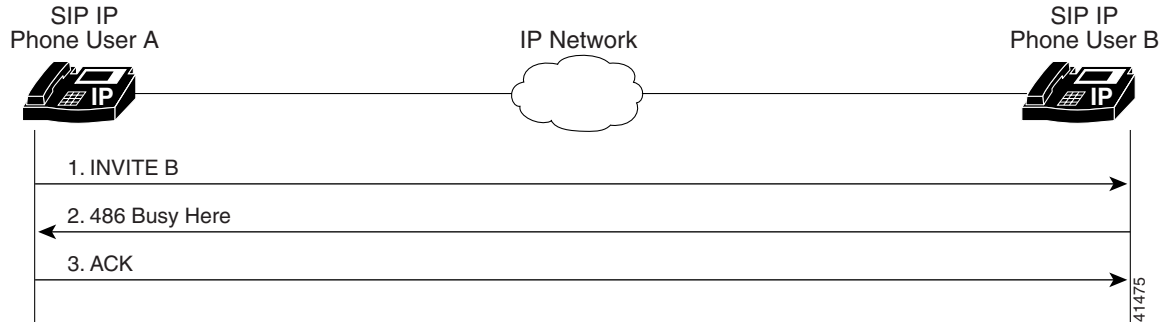 SIP IP
Phone User A
IP Network
SIP IP
Phone User B
IP
IP
1. INVITE B
2. 486 Busy Here
3. ACK
41475